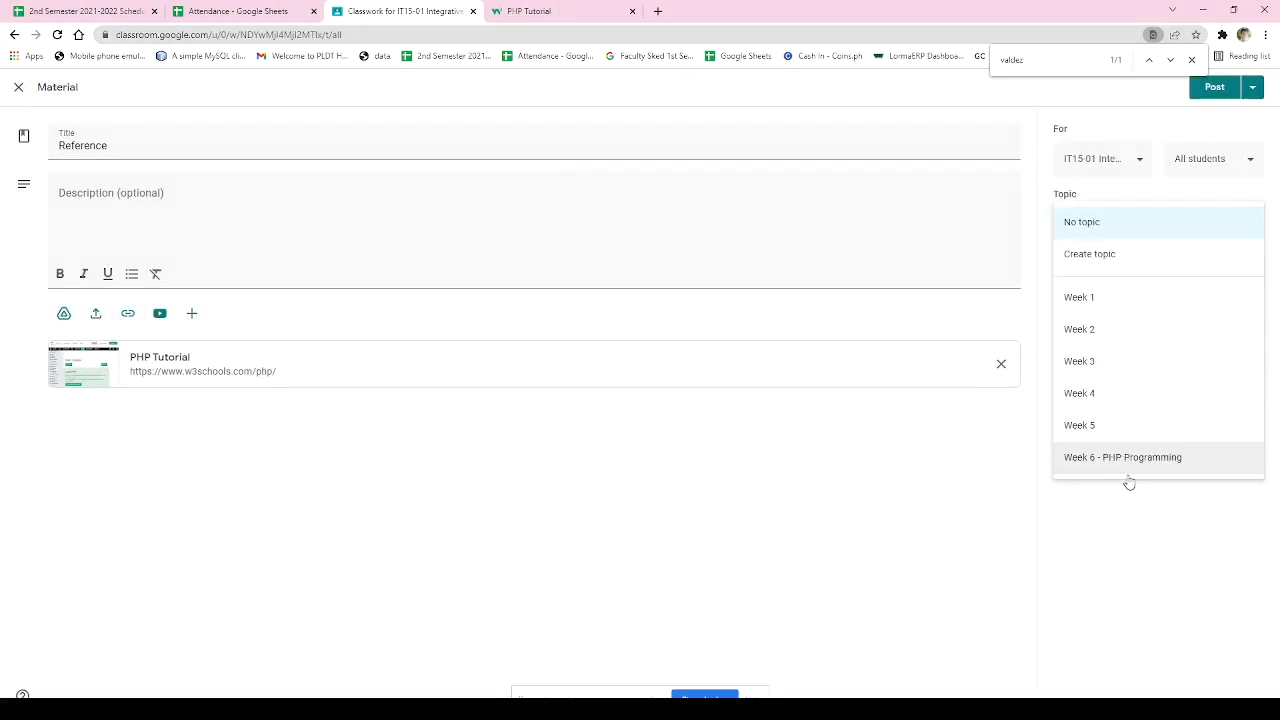 2nd Semester 2021-2022 Schedu
Attendance - Google Sheets
Classwork for IT15-01 Integrative
PHP Tutorial
classroom.google.com/u/0/w/NDYwMjI4MjI2MTIx/t/all
Apps
Mobile phone emul...
A simple MySQL cli...
Welcome to PLDT H...
data
2nd Semester 2021...
Attendance - Googl...
Faculty Sked 1st Se...
Google Sheets
Cash In - Coins.ph
LormaERP Dashboa...
GC
Reading list
valdez
1/1
Material
Post
Title
Reference
Description (optional)
B I U
PHP Tutorial
https://www.w3schools.com/php/
For
IT15-01 Inte...
All students
Topic
No topic
Create topic
Week 1
Week 2
Week 3
Week 4
Week 5
Week 6 - PHP Programming